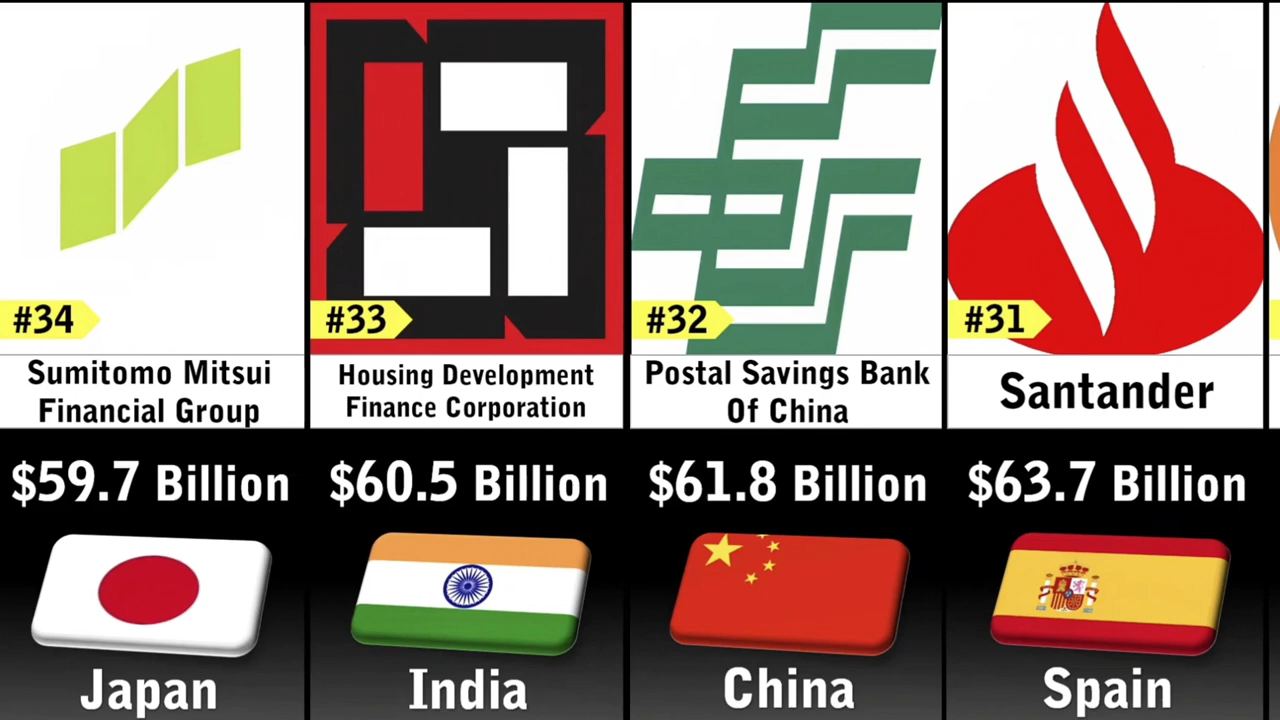 #34
Sumitomo Mitsui
Financial Group
$59.7 Billion
Japan
#33
Housing Development
Finance Corporation
$60.5 Billion
India
#32
Postal Savings Bank
Of China
$61.8 Billion
China
#31
Santander
$63.7 Billion
Spain